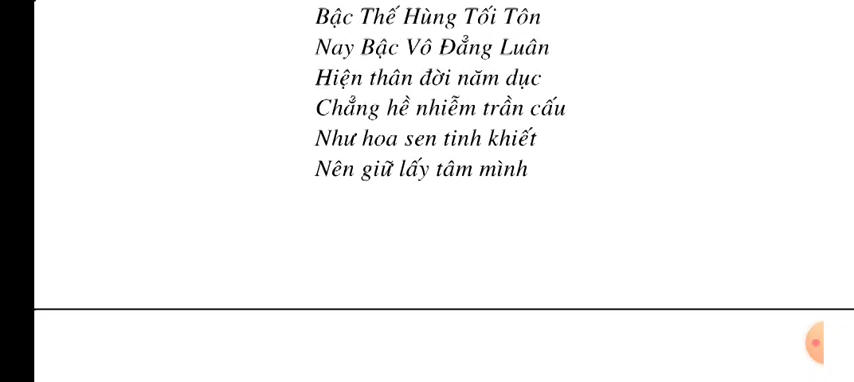 Bậc Thế Hùng Tối Tôn
Nay Bậc Vô Đẳng Luân
Hiện thân đời năm dục
Chẳng hề nhiễm trần cấu
Như hoa sen tinh khiết
Nên giữ lấy tâm mình